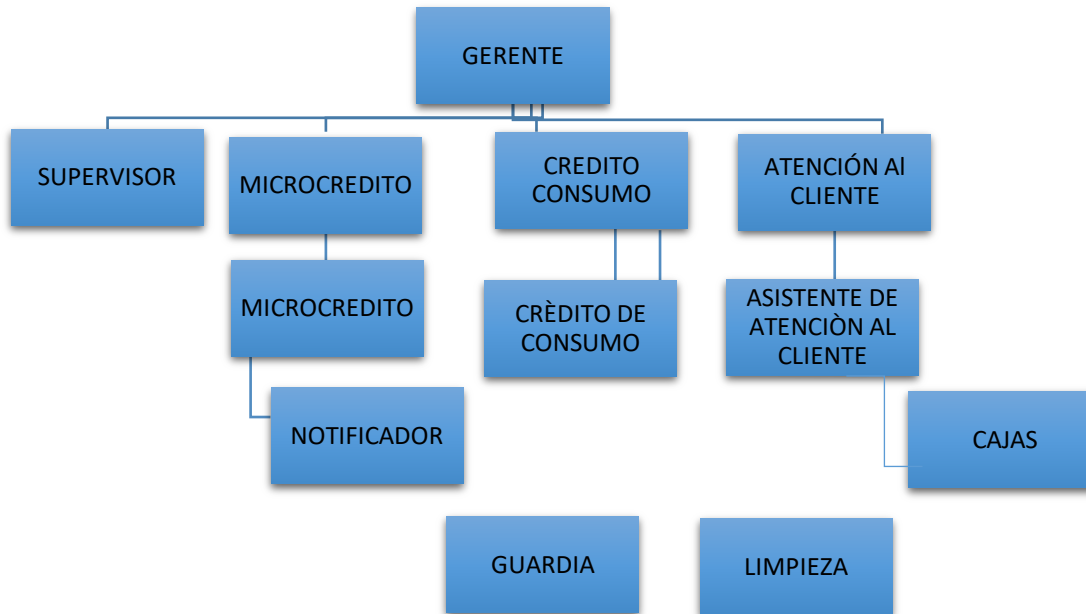 GERENTE
SUPERVISOR
MICROCREDITO
CREDITO
CONSUMO
ATENCIÓN Al
CLIENTE
MICROCREDITO
CRÈDITO DE
CONSUMO
ASISTENTE DE
ATENCIÒN AL
CLIENTE
NOTIFICADOR
CAJAS
GUARDIA
LIMPIEZA